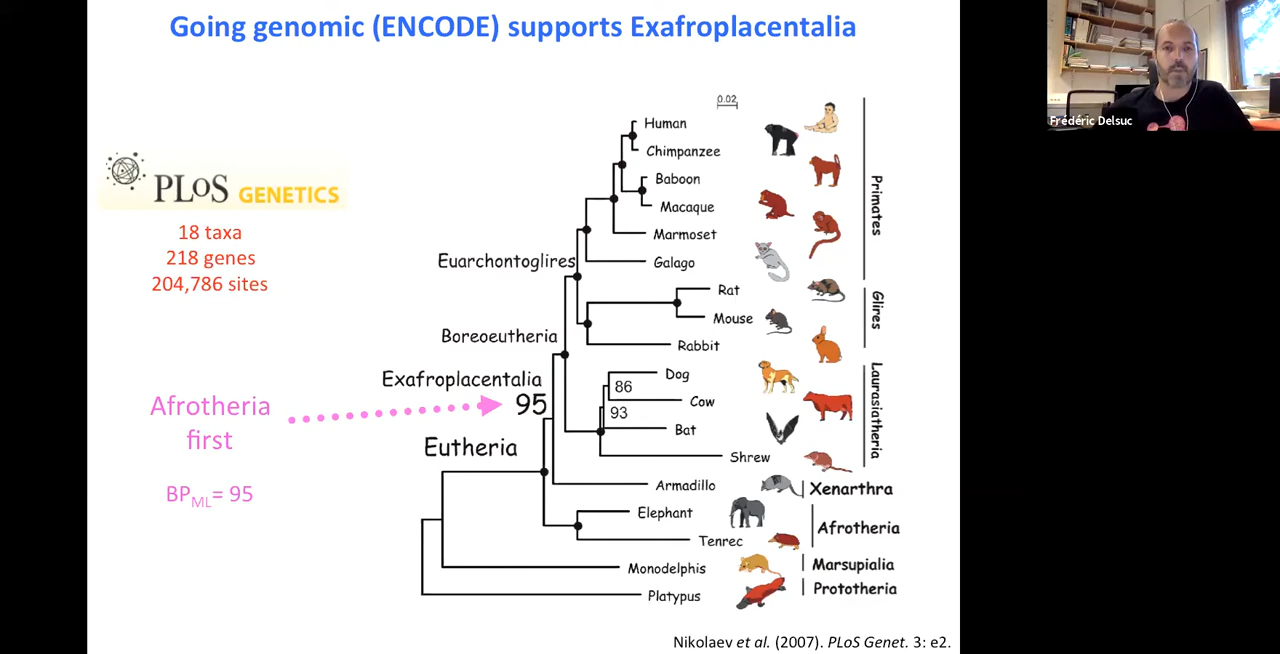 Going genomic (ENCODE) supports Exafroplacentalia
Frédéric Delsuc
PLoS GENETICS
18 taxa
218 genes
204,786 sites
Afrotheria
first
BPML= 95
0.02
Human
Chimpanzee
Baboon
Macaque
Marmoset
Galago
Rat
Mouse
Rabbit
Dog
Cow
Bat
Shrew
Armadillo
Elephant
Tenrec
Monodelphis
Platypus
Euarchontoglires
Boreoeutheria
Exafroplacentalia
95
Eutheria
86
93
Primates
Glires
Laurasiatheria
Xenarthra
Afrotheria
Marsupialia
Prototheria
Nikolaev et al. (2007). PLoS Genet. 3: e2.